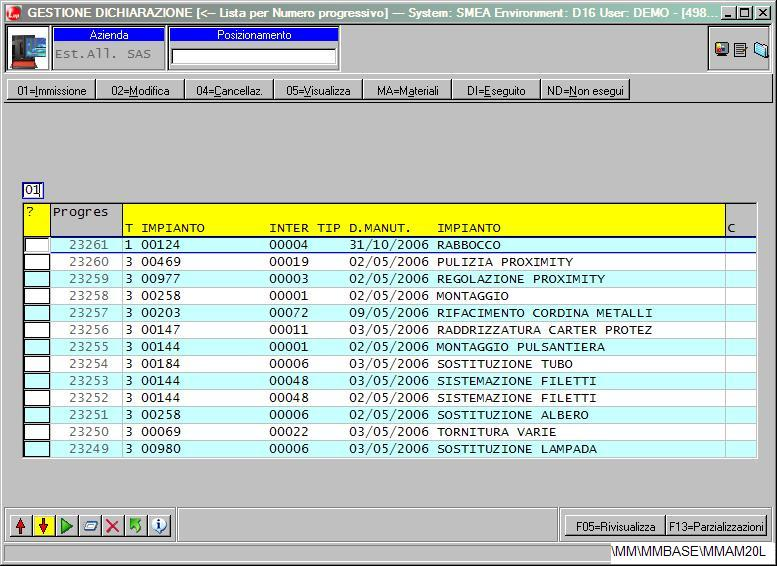 GESTIONE DICHIARAZIONE [<-- Lista per Numero progressivo] --- System: SMEA Environment: D16 User: DEMO - [498...
Azienda
Posizionamento
Est.All. SAS
01=Immissione 02=Modifica 04=Cancellaz. 05=Visualizza MA=Materiali DI=Eseguito ND=Non esegui
01
? Progres T IMPIANTO INTER TIP D.MANUT. IMPIANTO C
23261 1 00124 00004 31/10/2006 RABBOCCO
23260 3 00469 00019 02/05/2006 PULIZIA PROXIMITY
23259 3 00977 00003 02/05/2006 REGOLAZIONE PROXIMITY
23258 3 00258 00001 02/05/2006 MONTAGGIO
23257 3 00203 00072 09/05/2006 RIFACIMENTO CORDINA METALLI
23256 3 00147 00011 03/05/2006 RADDRIZZATURA CARTER PROTEZ
23255 3 00144 00001 02/05/2006 MONTAGGIO PULSANTIERA
23254 3 00184 00006 03/05/2006 SOSTITUZIONE TUBO
23253 3 00144 00048 03/05/2006 SISTEMAZIONE FILETTI
23252 3 00144 00048 02/05/2006 SISTEMAZIONE FILETTI
23251 3 00258 00006 02/05/2006 SOSTITUZIONE ALBERO
23250 3 00069 00022 03/05/2006 TORNITURA VARIE
23249 3 00980 00006 03/05/2006 SOSTITUZIONE LAMPADA
F05=Rivisualizza F13=Parzializzazioni
\MM\MMBASE\MMAM20L